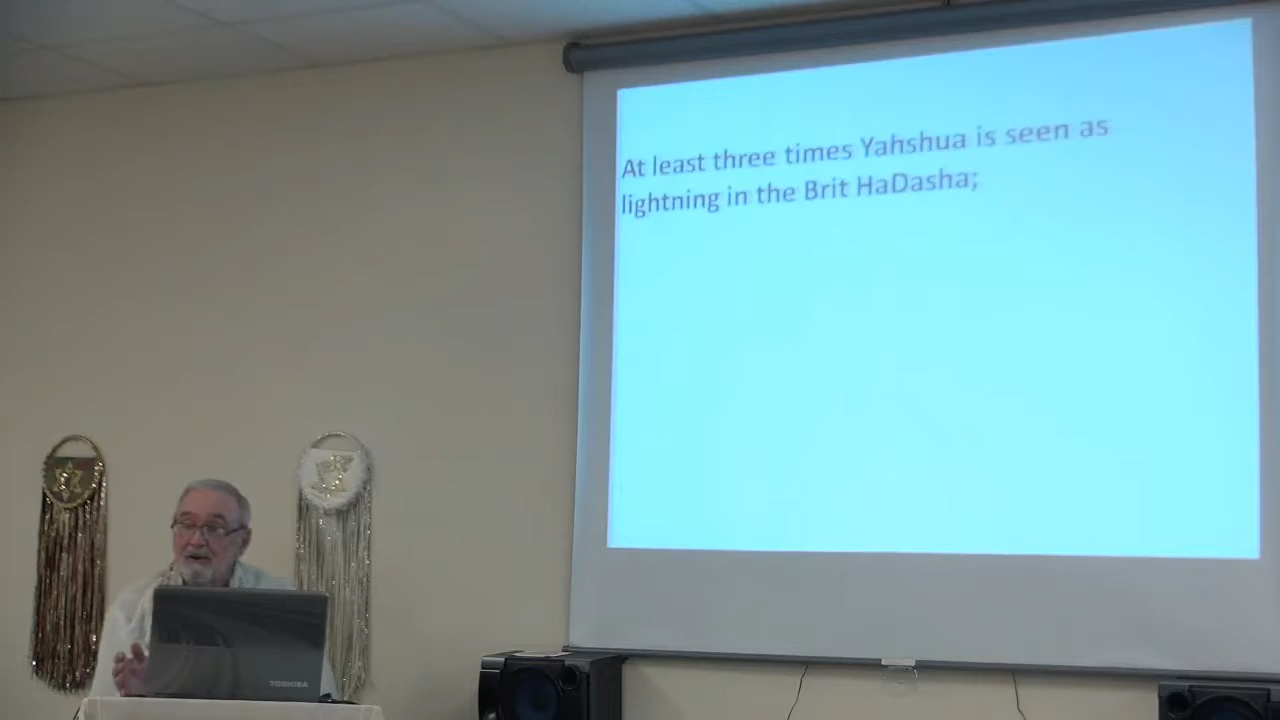 At least three times Yahshua is seen as
lightning in the Brit HaDasha;
TOSHIBA